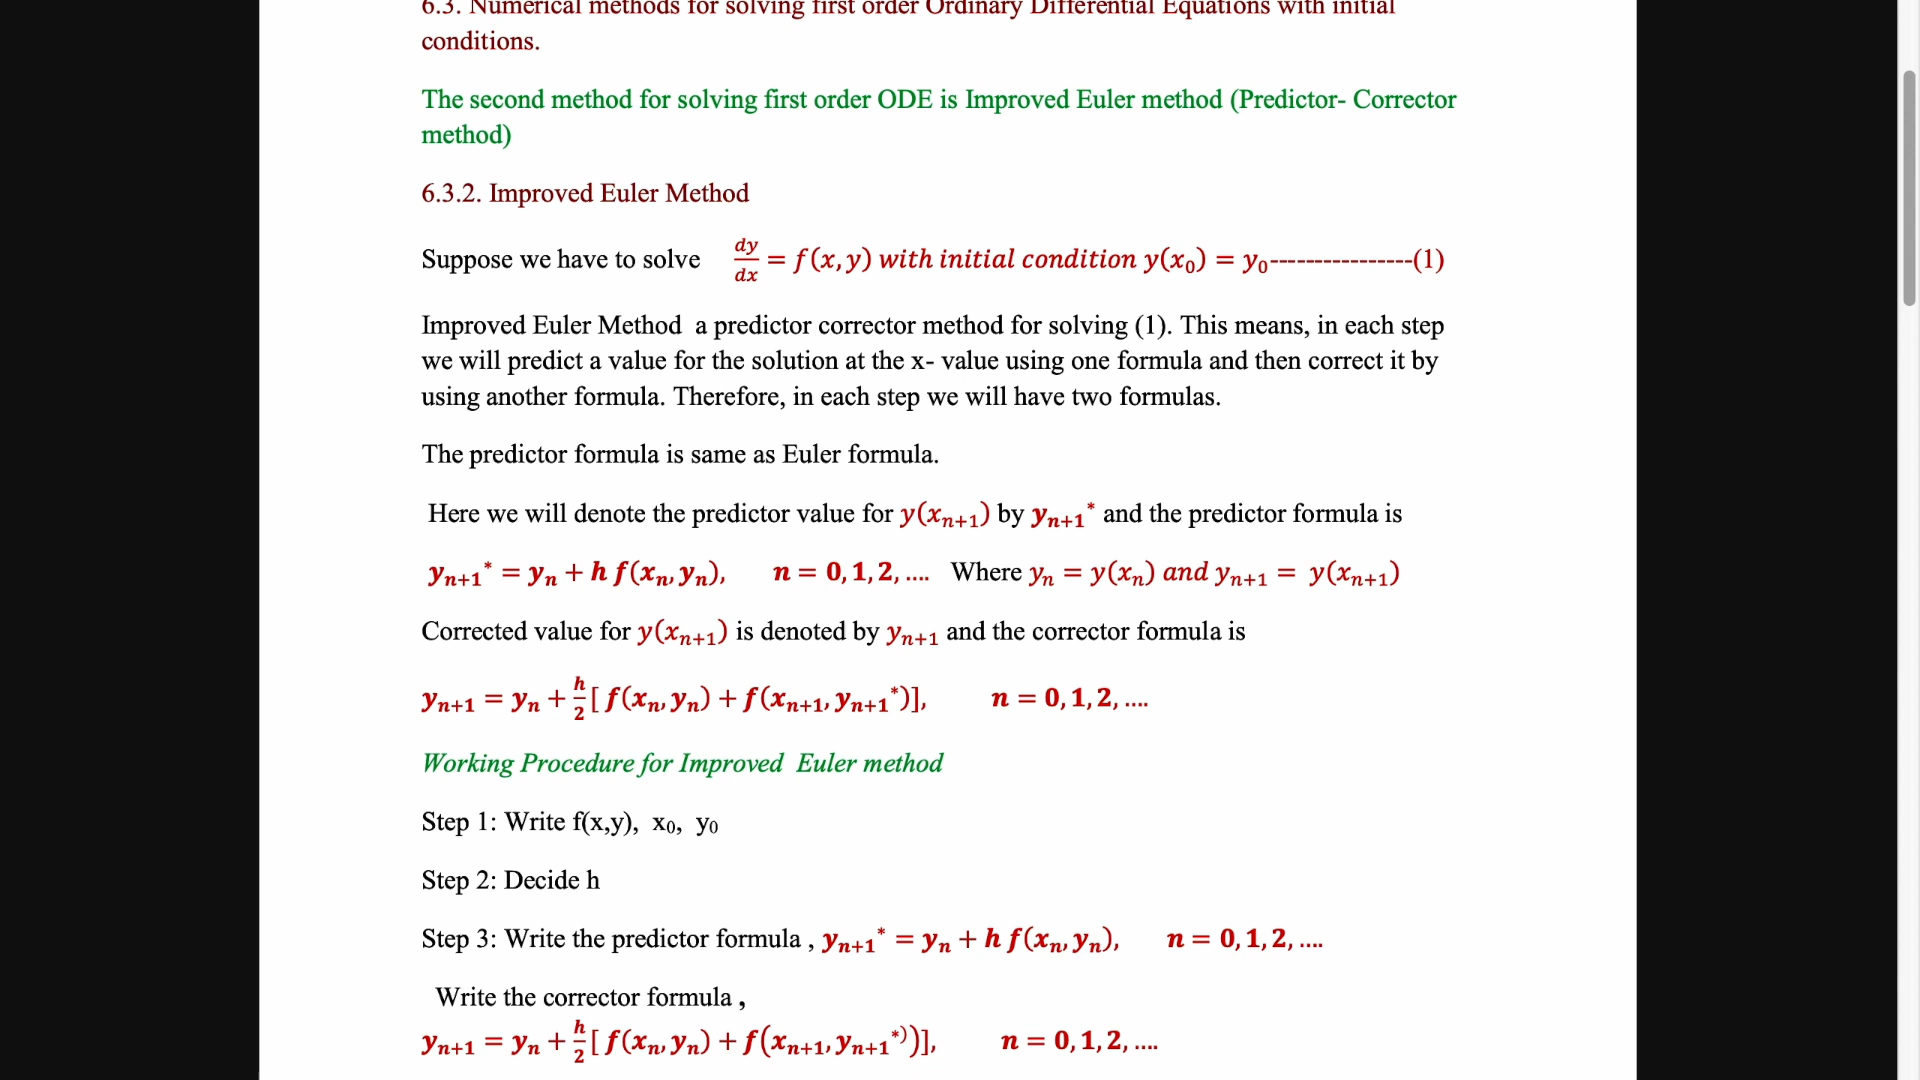 6.3. Numerical methods for solving first order Ordinary Differential Equations with initial
conditions.
The second method for solving first order ODE is Improved Euler method (Predictor- Corrector
method)
6.3.2. Improved Euler Method
Suppose we have to solve dy/dx = f(x, y) with initial condition y(x₀) = y₀----------------(1)
Improved Euler Method a predictor corrector method for solving (1). This means, in each step
we will predict a value for the solution at the x- value using one formula and then correct it by
using another formula. Therefore, in each step we will have two formulas.
The predictor formula is same as Euler formula.
Here we will denote the predictor value for y(xₙ₊₁) by yₙ₊₁* and the predictor formula is
yₙ₊₁* = yₙ + h f(xₙ, yₙ), n = 0, 1, 2, .... Where yₙ = y(xₙ) and yₙ₊₁ = y(xₙ₊₁)
Corrected value for y(xₙ₊₁) is denoted by yₙ₊₁ and the corrector formula is
yₙ₊₁ = yₙ + h/2 [ f(xₙ, yₙ) + f(xₙ₊₁, yₙ₊₁*)], n = 0, 1, 2, ....
Working Procedure for Improved Euler method
Step 1: Write f(x,y), x₀, y₀
Step 2: Decide h
Step 3: Write the predictor formula , yₙ₊₁* = yₙ + h f(xₙ, yₙ), n = 0, 1, 2, ....
Write the corrector formula ,
yₙ₊₁ = yₙ + h/2 [ f(xₙ, yₙ) + f(xₙ₊₁, yₙ₊₁*⁾)], n = 0, 1, 2, ....